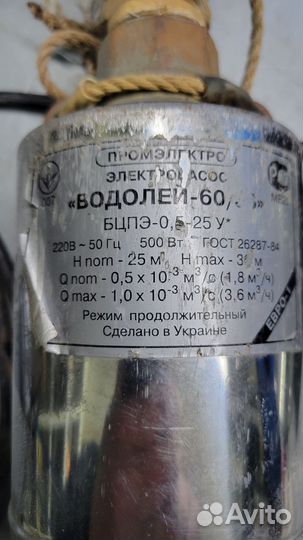 ПРОМЭЛЕКТРО
ЭЛЕКТРОНАСОС
«ВОДОЛЕЙ-60/
БЦПЭ-0,5-25 У*
220В ~ 50 Гц 500 Вт ГОСТ 26287-84
H nom - 25 м H max - м
Q nom - 0,5 x 10⁻³ м³/с (1,8 м³/ч)
Q max - 1,0 x 10⁻³ м³/с (3,6 м³/ч)
Режим продолжительный
Сделано в Украине
ЕВРО-1
Avito